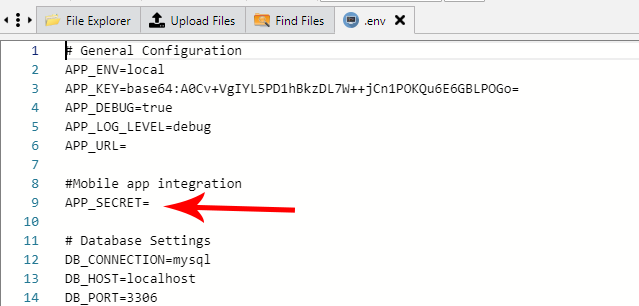 File Explorer Upload Files Find Files .env
1 # General Configuration
2 APP_ENV=local
3 APP_KEY=base64:A0Cv+VgIYL5PD1hBkzDL7W++jCn1POKQu6E6GBLPOGo=
4 APP_DEBUG=true
5 APP_LOG_LEVEL=debug
6 APP_URL=
7
8 #Mobile app integration
9 APP_SECRET=
10
11 # Database Settings
12 DB_CONNECTION=mysql
13 DB_HOST=localhost
14 DB_PORT=3306